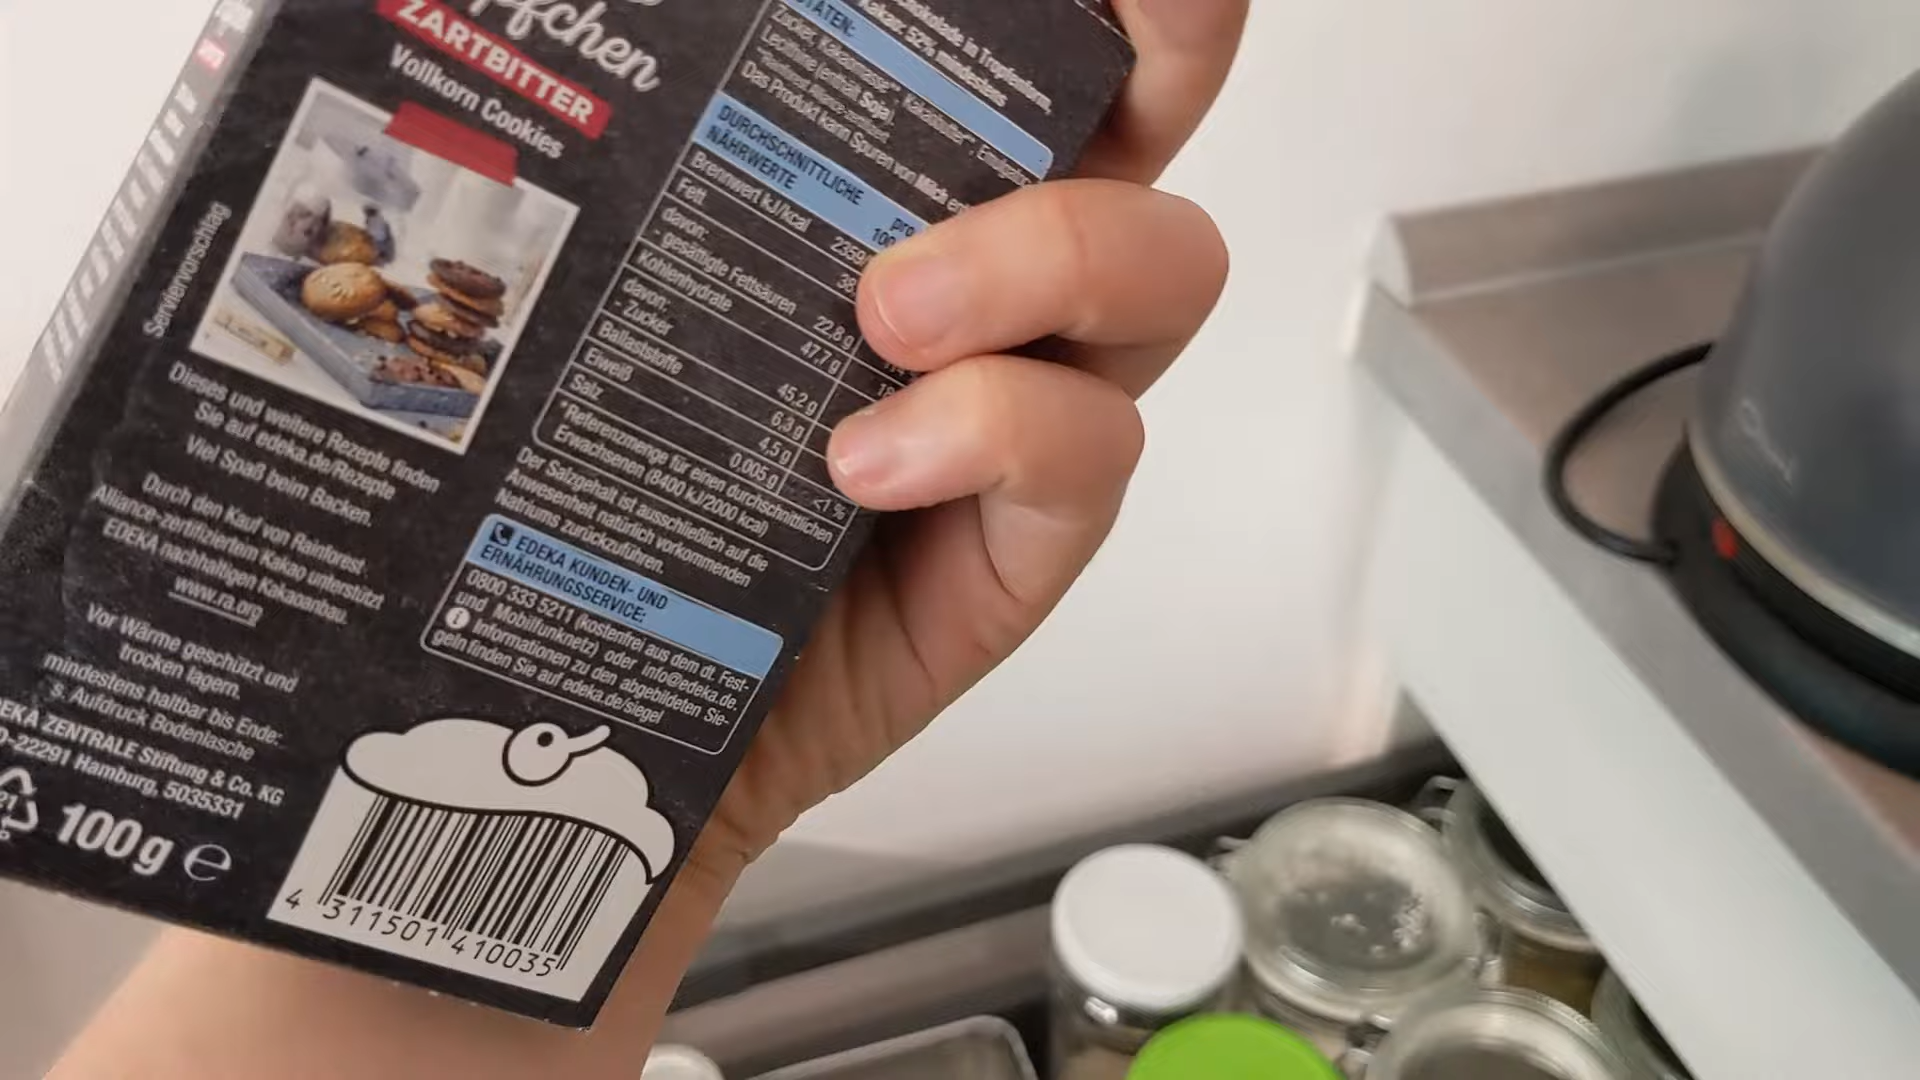 ZARTBITTER
Vollkorn Cookies
Serviervorschlag
Dieses und weitere Rezepte finden
Sie auf edeka.de/Rezepte
Viel Spaß beim Backen.
Durch den Kauf von Rainforest
Alliance-zertifiziertem Kakao unterstützt
EDEKA nachhaltigen Kakaoanbau.
www.ra.org
Vor Wärme geschützt und
trocken lagern.
mindestens haltbar bis Ende:
s. Aufdruck Bodenlasche
ZENTRALE Stiftung & Co. KG
D-22291 Hamburg, 5035331
100g e
Kakao: 52% mindestens
Zucker, Kakaomasse*, Kakaobutter*,
Lecithine (enthält Soja).
Das Produkt kann Spuren von Milch
DURCHSCHNITTLICHE
NÄHRWERTE
pro
Brennwert kJ/kcal
Fett
davon:
- gesättigte Fettsäuren 22,8 g
Kohlenhydrate 47,7 g
davon:
- Zucker 45,2 g
Ballaststoffe 6,3 g
Eiweiß 4,5 g
Salz 0,005 g <1 %
*Referenzmenge für einen durchschnittlichen
Erwachsenen (8400 kJ/2000 kcal)
Der Salzgehalt ist ausschließlich auf die
Anwesenheit natürlich vorkommenden
Natriums zurückzuführen.
EDEKA KUNDEN- UND
ERNÄHRUNGSSERVICE:
0800 333 5211 (kostenfrei aus dem dt. Fest-
und Mobilfunknetz) oder info@edeka.de.
Informationen zu den abgebildeten Sie-
geln finden Sie auf edeka.de/siegel
4 311501 410035